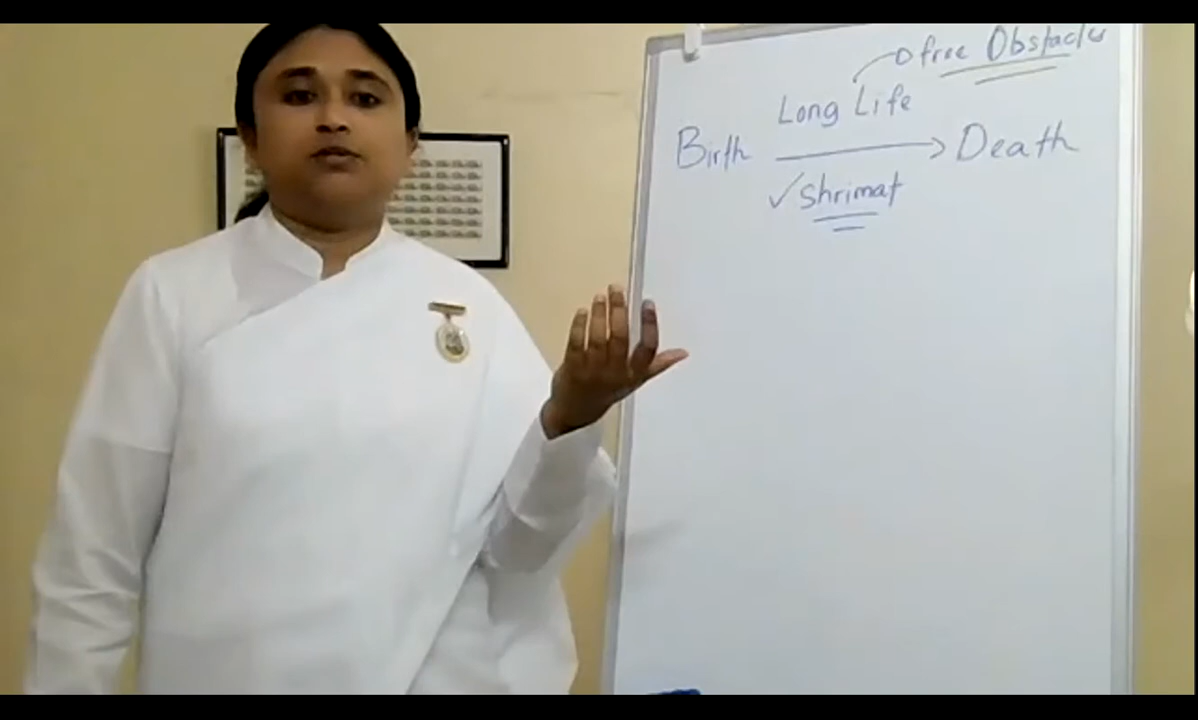 free Obstacles
Long Life
Birth → Death
✓ Shrimat